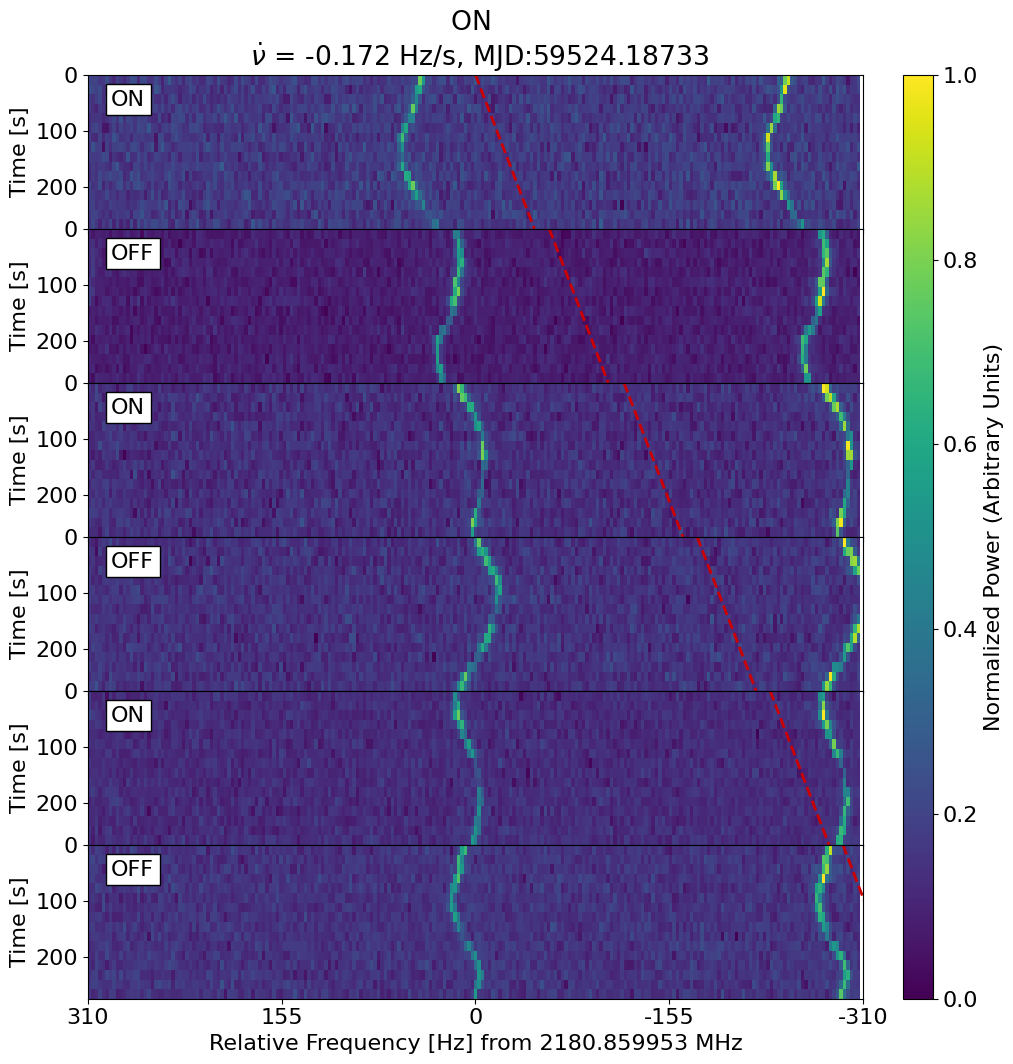 ON
ν̇ = -0.172 Hz/s, MJD:59524.18733
0
ON
100
Time [s]
200
0
OFF
100
Time [s]
200
0
ON
100
Time [s]
200
0
OFF
100
Time [s]
200
0
ON
100
Time [s]
200
0
OFF
100
Time [s]
200
310 155 0 -155 -310
Relative Frequency [Hz] from 2180.859953 MHz
1.0
0.8
0.6
0.4
0.2
0.0
Normalized Power (Arbitrary Units)